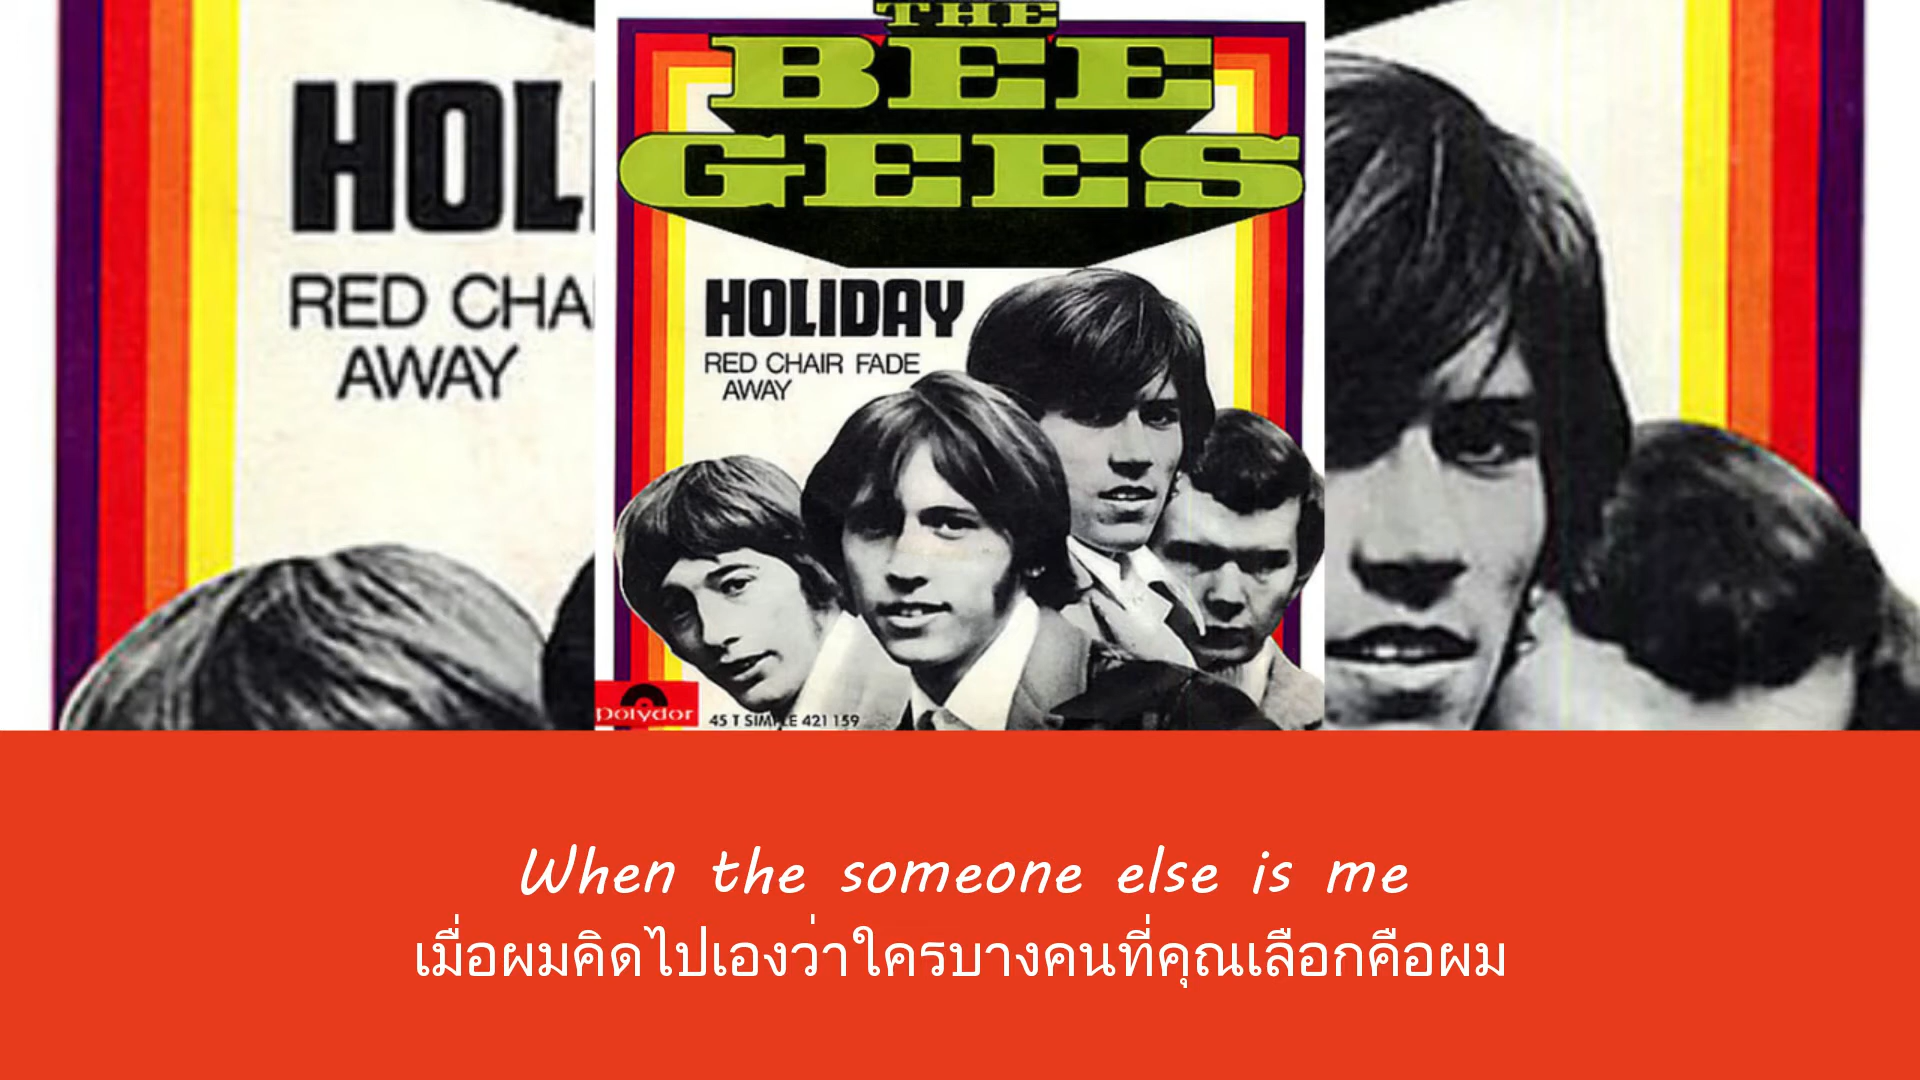 HOLI
RED CHA
AWAY
THE
BEE
GEES
HOLIDAY
RED CHAIR FADE
AWAY
polydor
45 T SIMPLE 421 159
When the someone else is me
เมื่อผมคิดไปเองว่าใครบางคนที่คุณเลือกคือผม